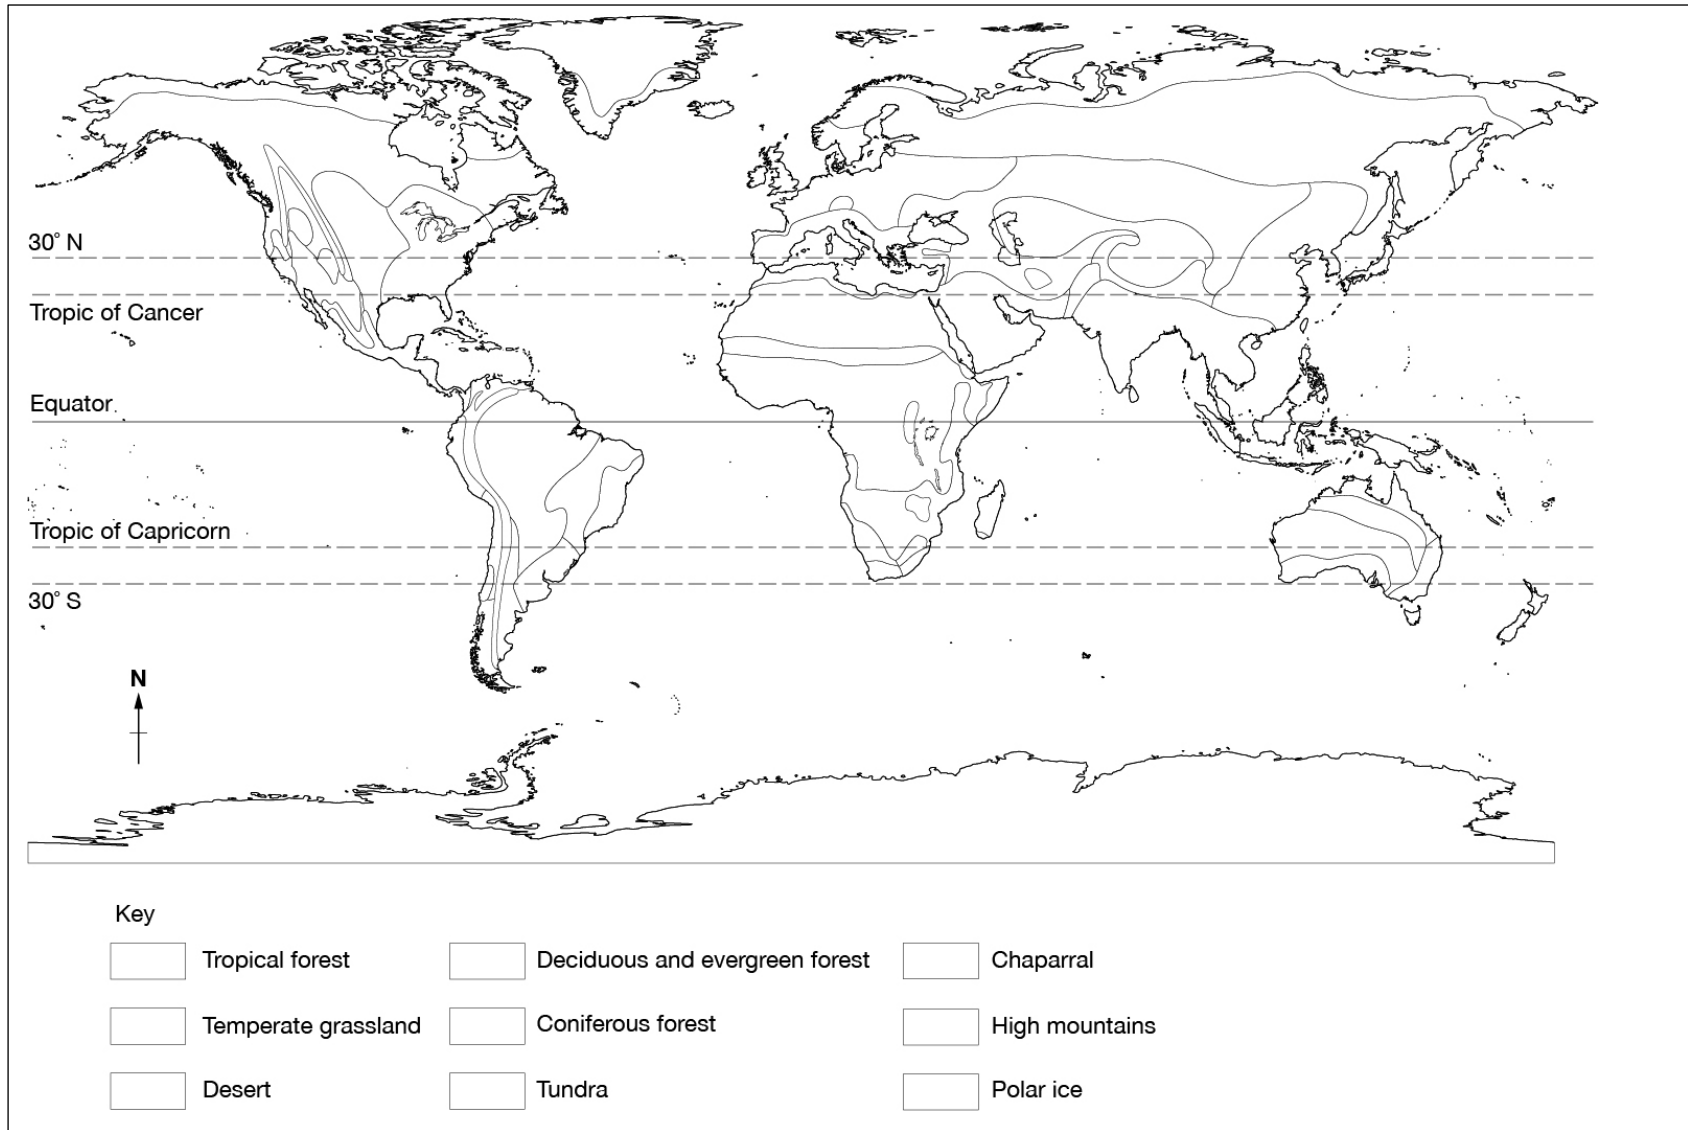 30° N
Tropic of Cancer
Equator
Tropic of Capricorn
30° S
N
Key
Tropical forest
Deciduous and evergreen forest
Chaparral
Temperate grassland
Coniferous forest
High mountains
Desert
Tundra
Polar ice